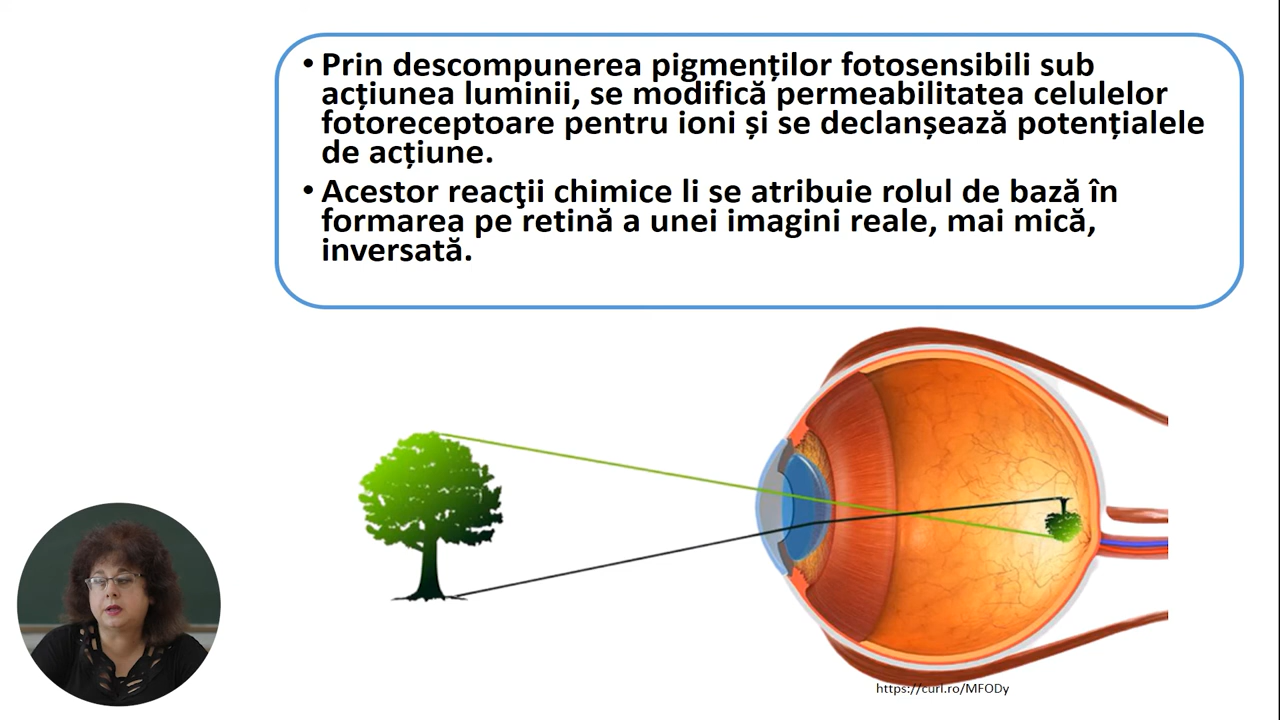 • Prin descompunerea pigmenților fotosensibili sub
acțiunea luminii, se modifică permeabilitatea celulelor
fotoreceptoare pentru ioni și se declanșează potențialele
de acțiune.
• Acestor reacţii chimice li se atribuie rolul de bază în
formarea pe retină a unei imagini reale, mai mică,
inversată.
https://curl.ro/MFODy